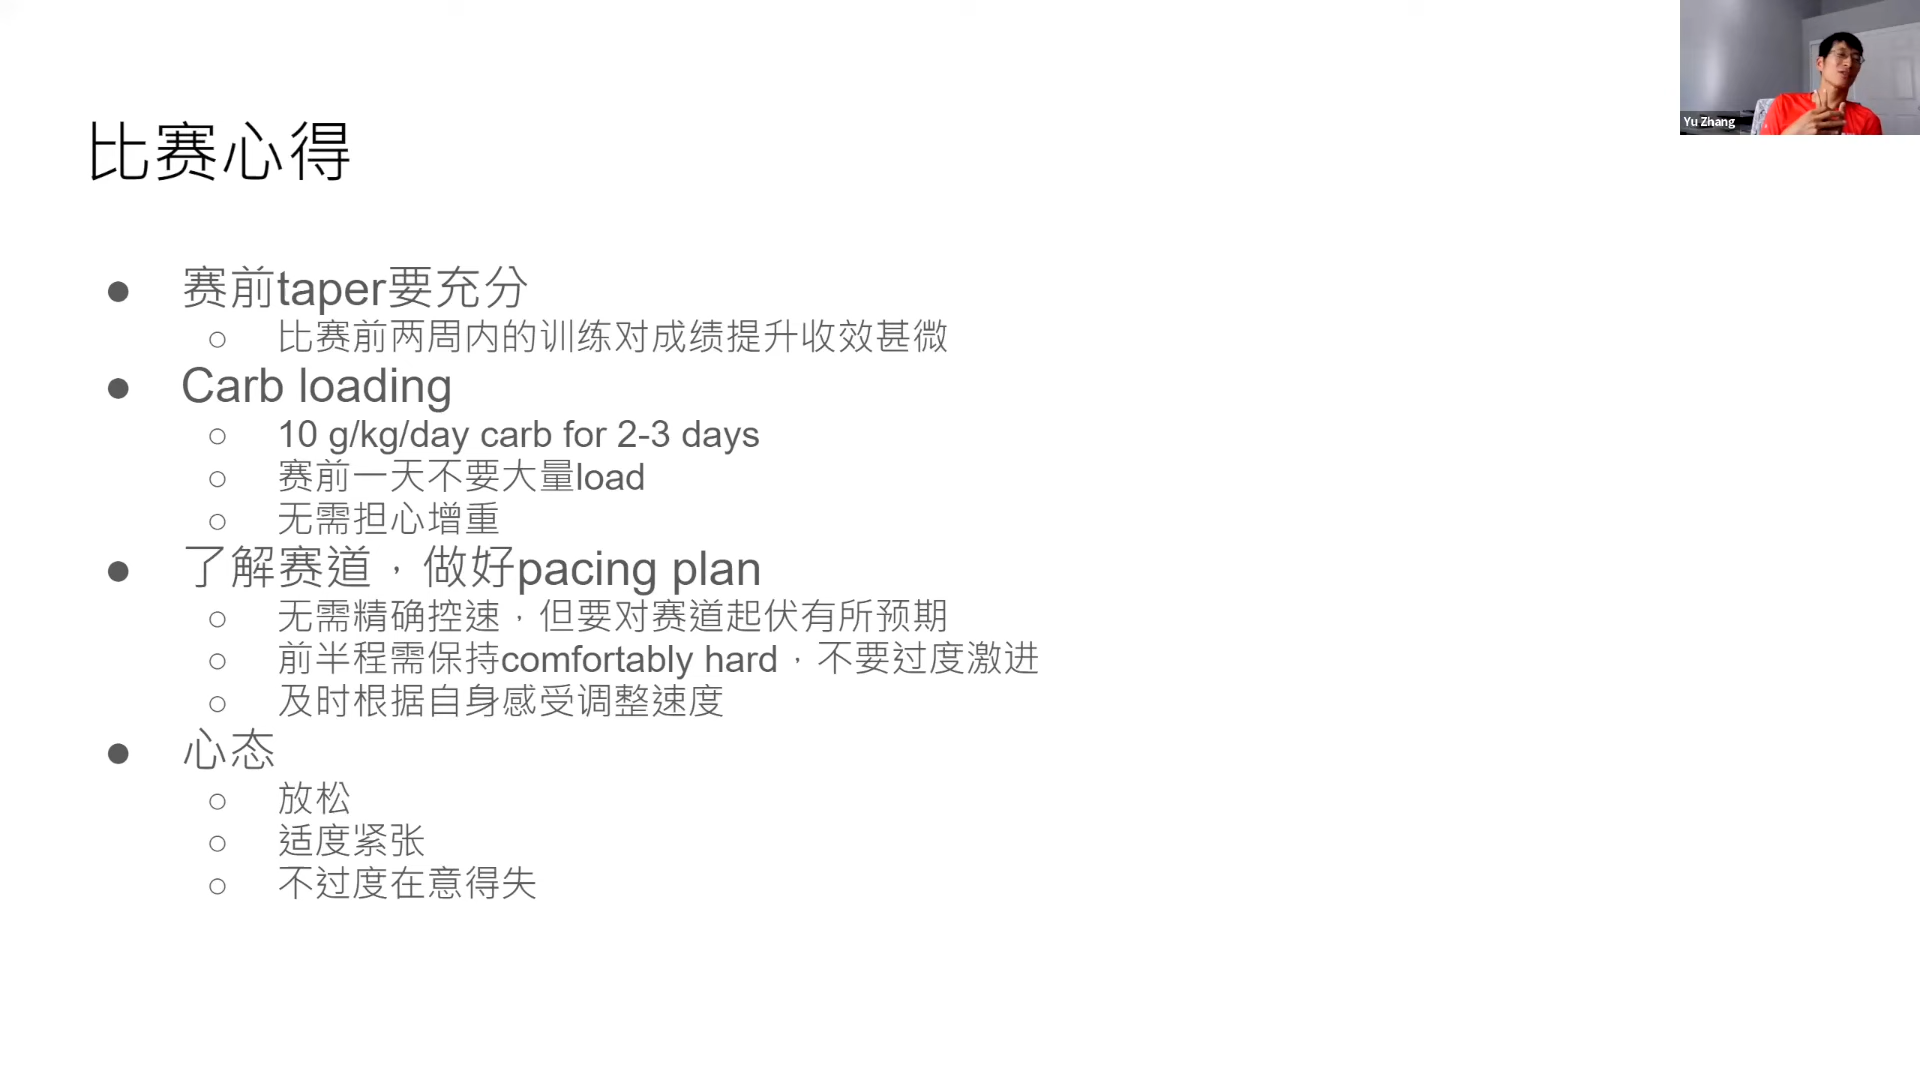 比赛心得
Yu Zhang
● 赛前taper要充分
○ 比赛前两周内的训练对成绩提升收效甚微
● Carb loading
○ 10 g/kg/day carb for 2-3 days
○ 赛前一天不要大量load
○ 无需担心增重
● 了解赛道，做好pacing plan
○ 无需精确控速，但要对赛道起伏有所预期
○ 前半程需保持comfortably hard，不要过度激进
○ 及时根据自身感受调整速度
● 心态
○ 放松
○ 适度紧张
○ 不过度在意得失